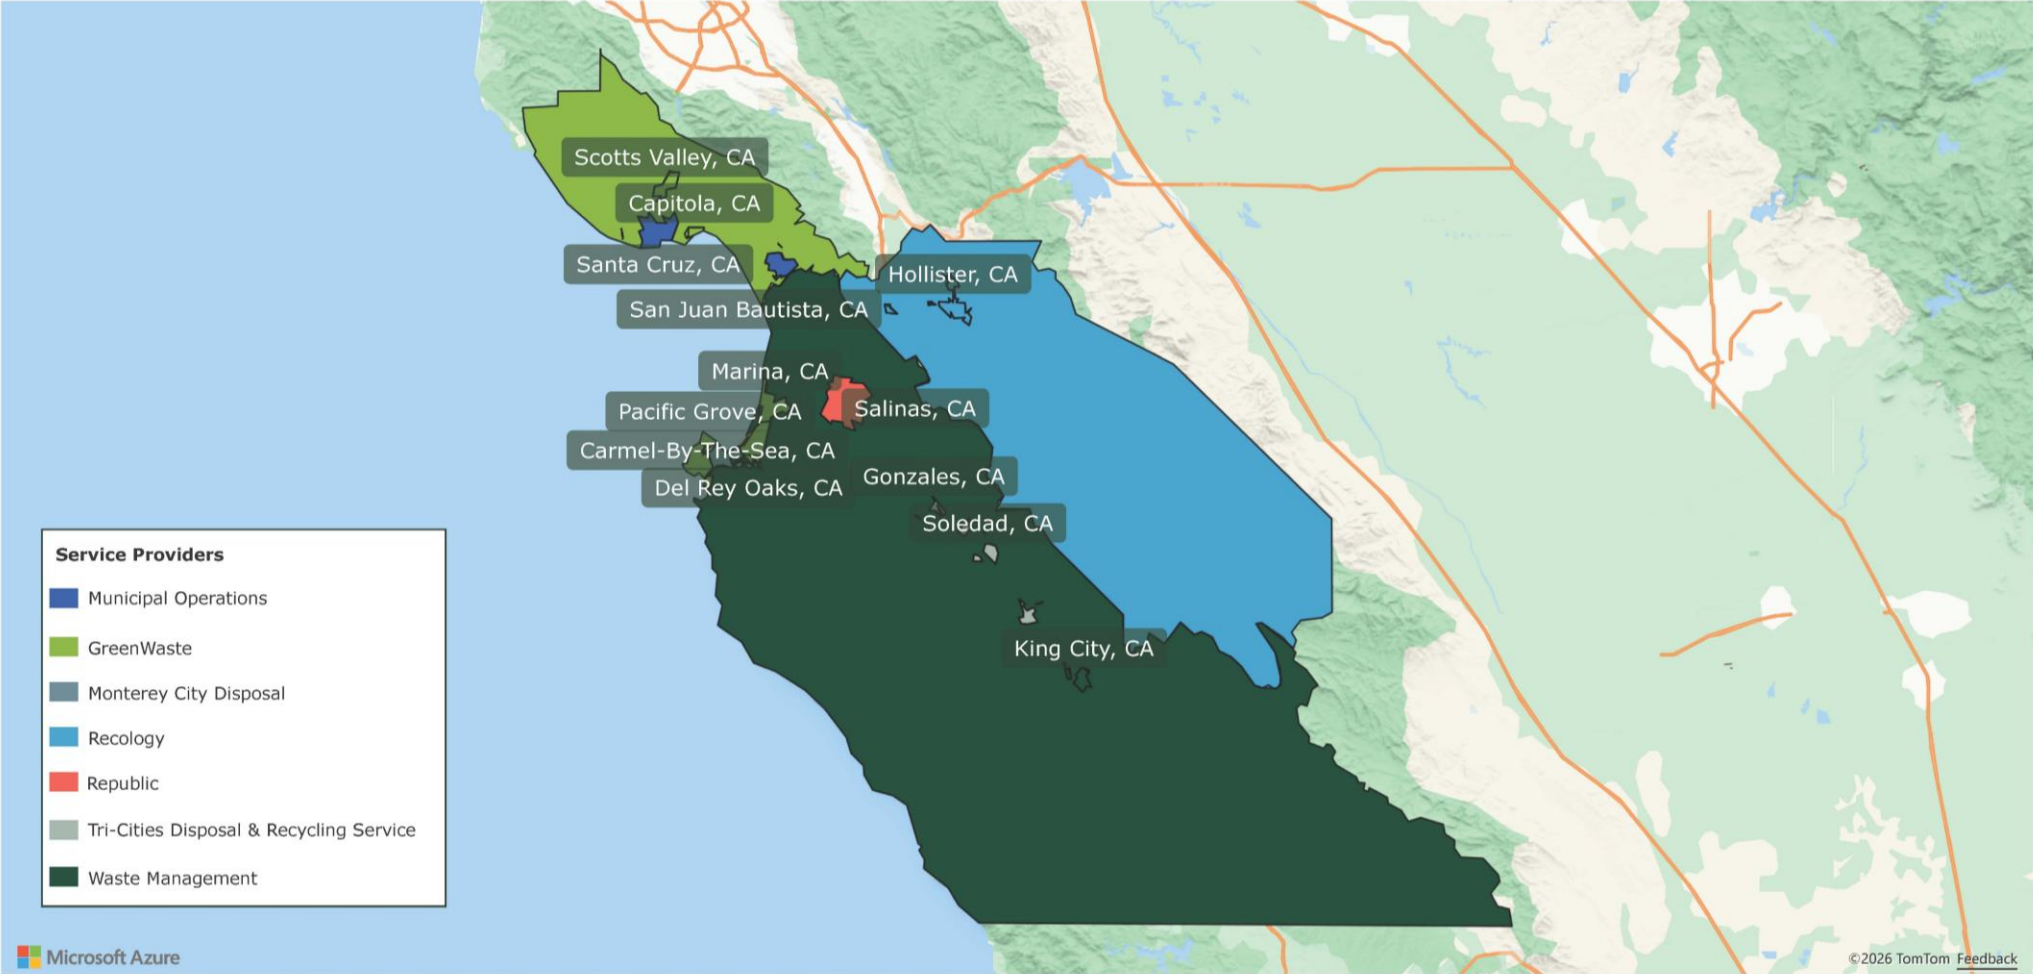 Scotts Valley, CA
Capitola, CA
Santa Cruz, CA
Hollister, CA
San Juan Bautista, CA
Marina, CA
Pacific Grove, CA
Salinas, CA
Carmel-By-The-Sea, CA
Gonzales, CA
Del Rey Oaks, CA
Soledad, CA
King City, CA
Service Providers
Municipal Operations
GreenWaste
Monterey City Disposal
Recology
Republic
Tri-Cities Disposal & Recycling Service
Waste Management
Microsoft Azure
©2026 TomTom Feedback